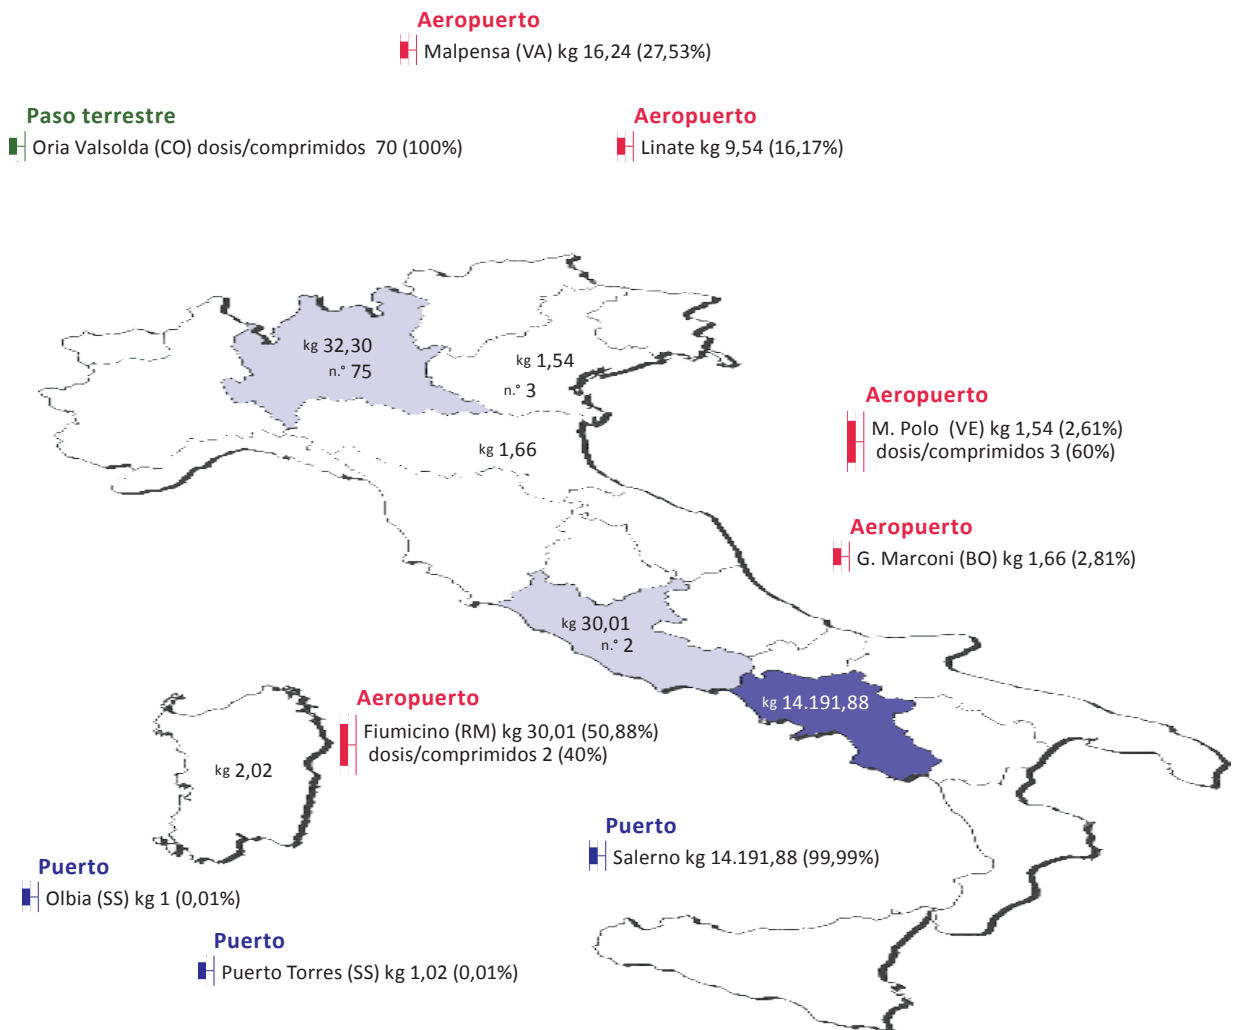 Aeropuerto
Malpensa (VA) kg 16,24 (27,53%)
Paso terrestre
Oria Valsolda (CO) dosis/comprimidos 70 (100%)
Aeropuerto
Linate kg 9,54 (16,17%)
kg 32,30
n.° 75
kg 1,54
n.° 3
kg 1,66
Aeropuerto
M. Polo (VE) kg 1,54 (2,61%)
dosis/comprimidos 3 (60%)
Aeropuerto
G. Marconi (BO) kg 1,66 (2,81%)
kg 30,01
n.° 2
kg 14.191,88
Aeropuerto
Fiumicino (RM) kg 30,01 (50,88%)
dosis/comprimidos 2 (40%)
kg 2,02
Puerto
Salerno kg 14.191,88 (99,99%)
Puerto
Olbia (SS) kg 1 (0,01%)
Puerto
Puerto Torres (SS) kg 1,02 (0,01%)